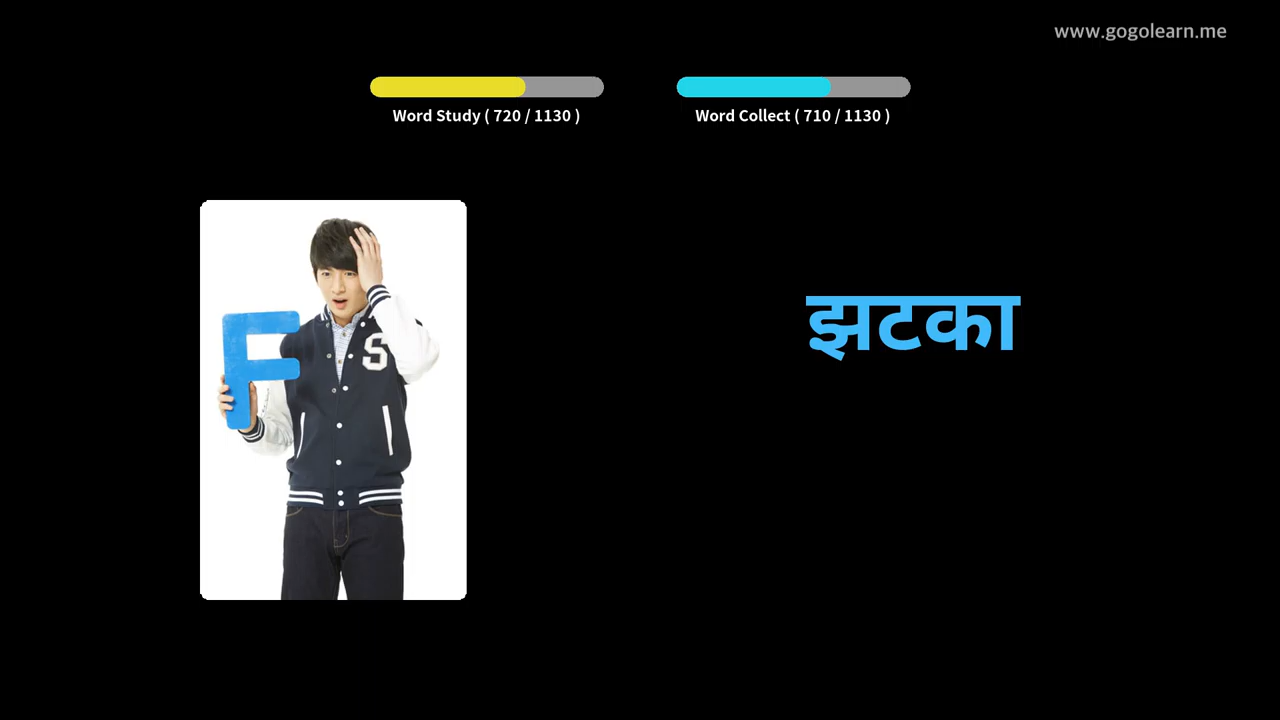 www.gogolearn.me
Word Study ( 720 / 1130 )
Word Collect ( 710 / 1130 )
F
S
झटका